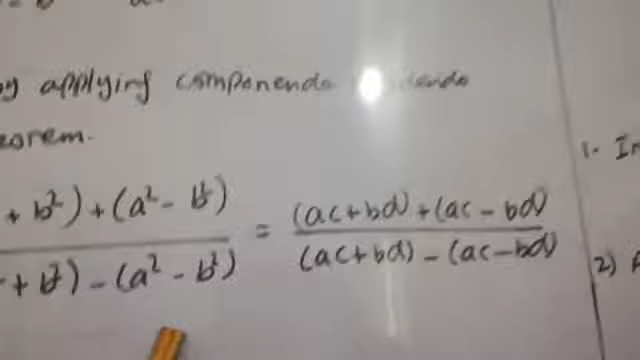 by applying componendo dividendo
theorem.
+ b²) + (a² - b²) = (ac+bd) + (ac - bd)
+ b²) - (a² - b²) (ac+bd) - (ac-bd)
1. In
2)